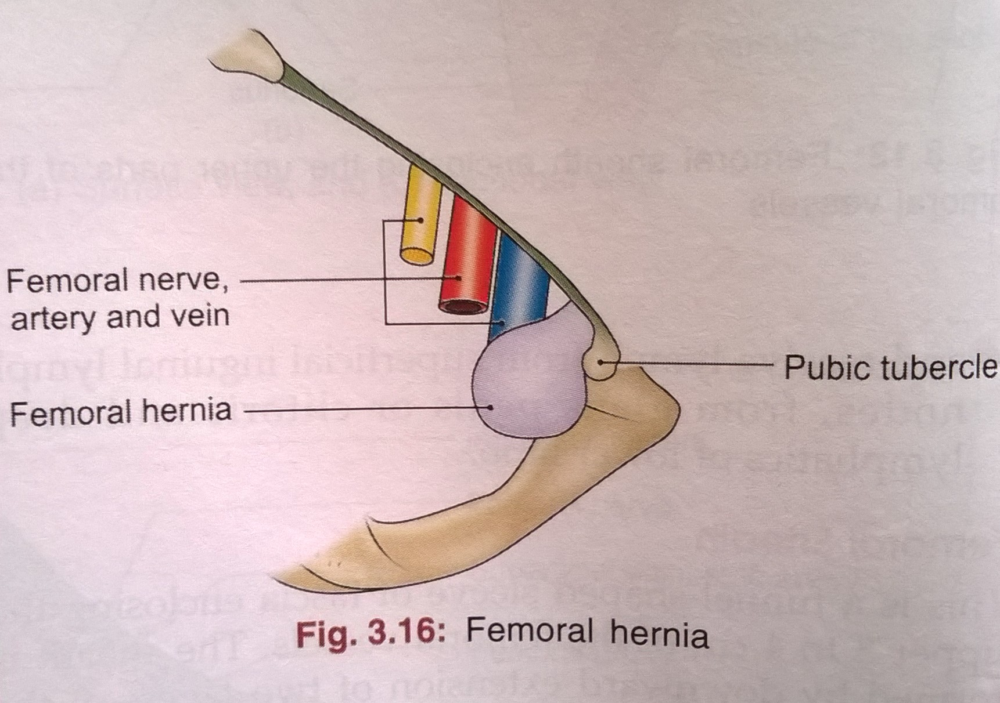 Femoral nerve,
artery and vein
Pubic tubercle
Femoral hernia
Fig. 3.16: Femoral hernia